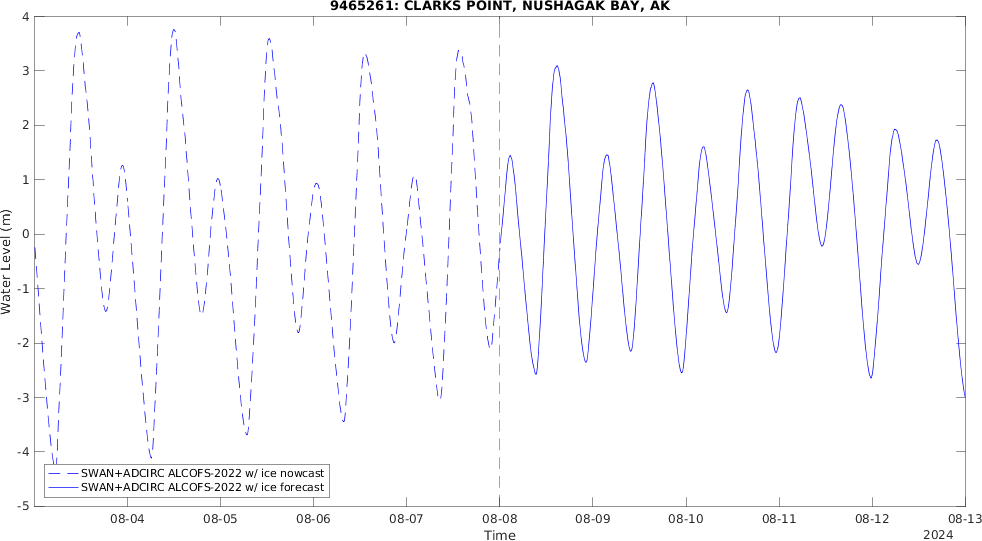 9465261: CLARKS POINT, NUSHAGAK BAY, AK
4
3
2
1
0
-1
-2
-3
-4
-5
Water Level (m)
SWAN+ADCIRC ALCOFS-2022 w/ ice nowcast
SWAN+ADCIRC ALCOFS-2022 w/ ice forecast
08-04 08-05 08-06 08-07 08-08 08-09 08-10 08-11 08-12 08-13
Time
2024